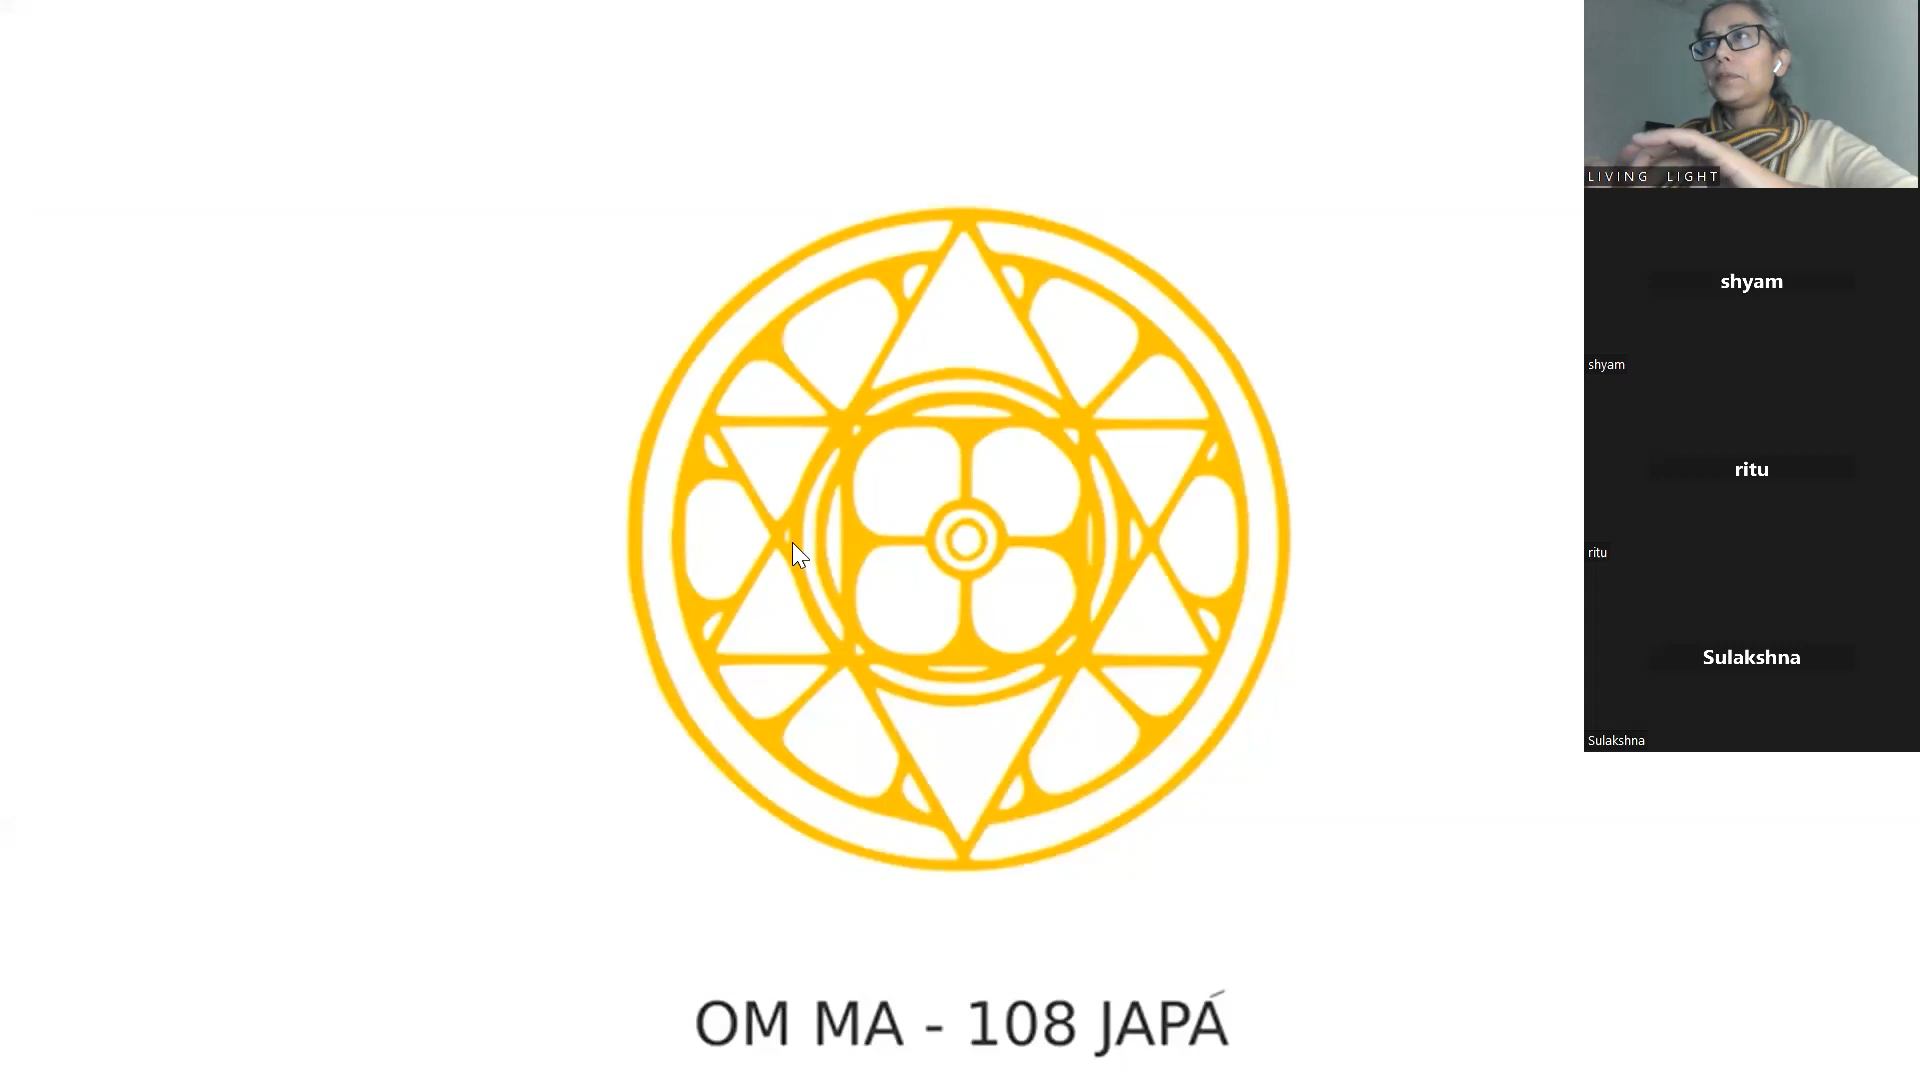 LIVING LIGHT
shyam
shyam
ritu
ritu
Sulakshna
Sulakshna
OM MA - 108 JAPÁ